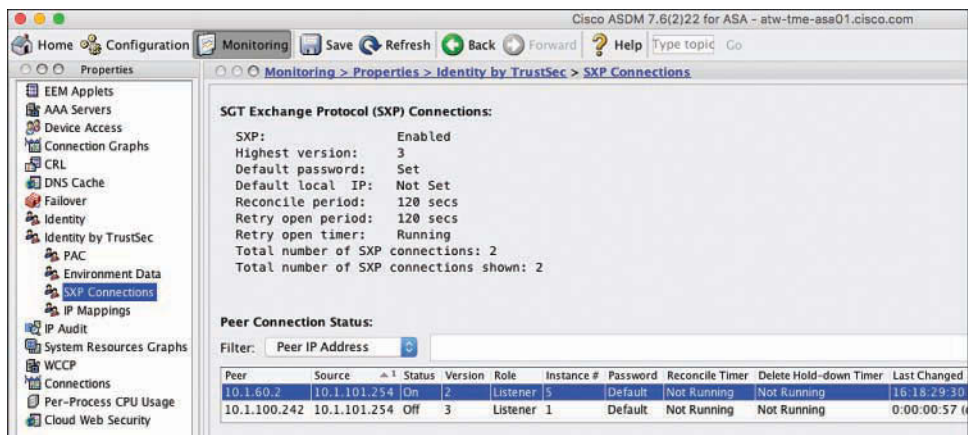 Cisco ASDM 7.6(2)22 for ASA - atw-tme-asa01.cisco.com
Home Configuration Monitoring Save Refresh Back Forward Help Type topic Go
Properties
EEM Applets
AAA Servers
Device Access
Connection Graphs
CRL
DNS Cache
Failover
Identity
Identity by TrustSec
PAC
Environment Data
SXP Connections
IP Mappings
IP Audit
System Resources Graphs
WCCP
Connections
Per-Process CPU Usage
Cloud Web Security
Monitoring > Properties > Identity by TrustSec > SXP Connections
SGT Exchange Protocol (SXP) Connections:
SXP: Enabled
Highest version: 3
Default password: Set
Default local IP: Not Set
Reconcile period: 120 secs
Retry open period: 120 secs
Retry open timer: Running
Total number of SXP connections: 2
Total number of SXP connections shown: 2
Peer Connection Status:
Filter: Peer IP Address
Peer Source 1 Status Version Role Instance # Password Reconcile Timer Delete Hold-down Timer Last Changed
10.1.60.2 10.1.101.254 On 2 Listener 5 Default Not Running Not Running 16:18:29:30
10.1.100.242 10.1.101.254 Off 3 Listener 1 Default Not Running Not Running 0:00:00:57